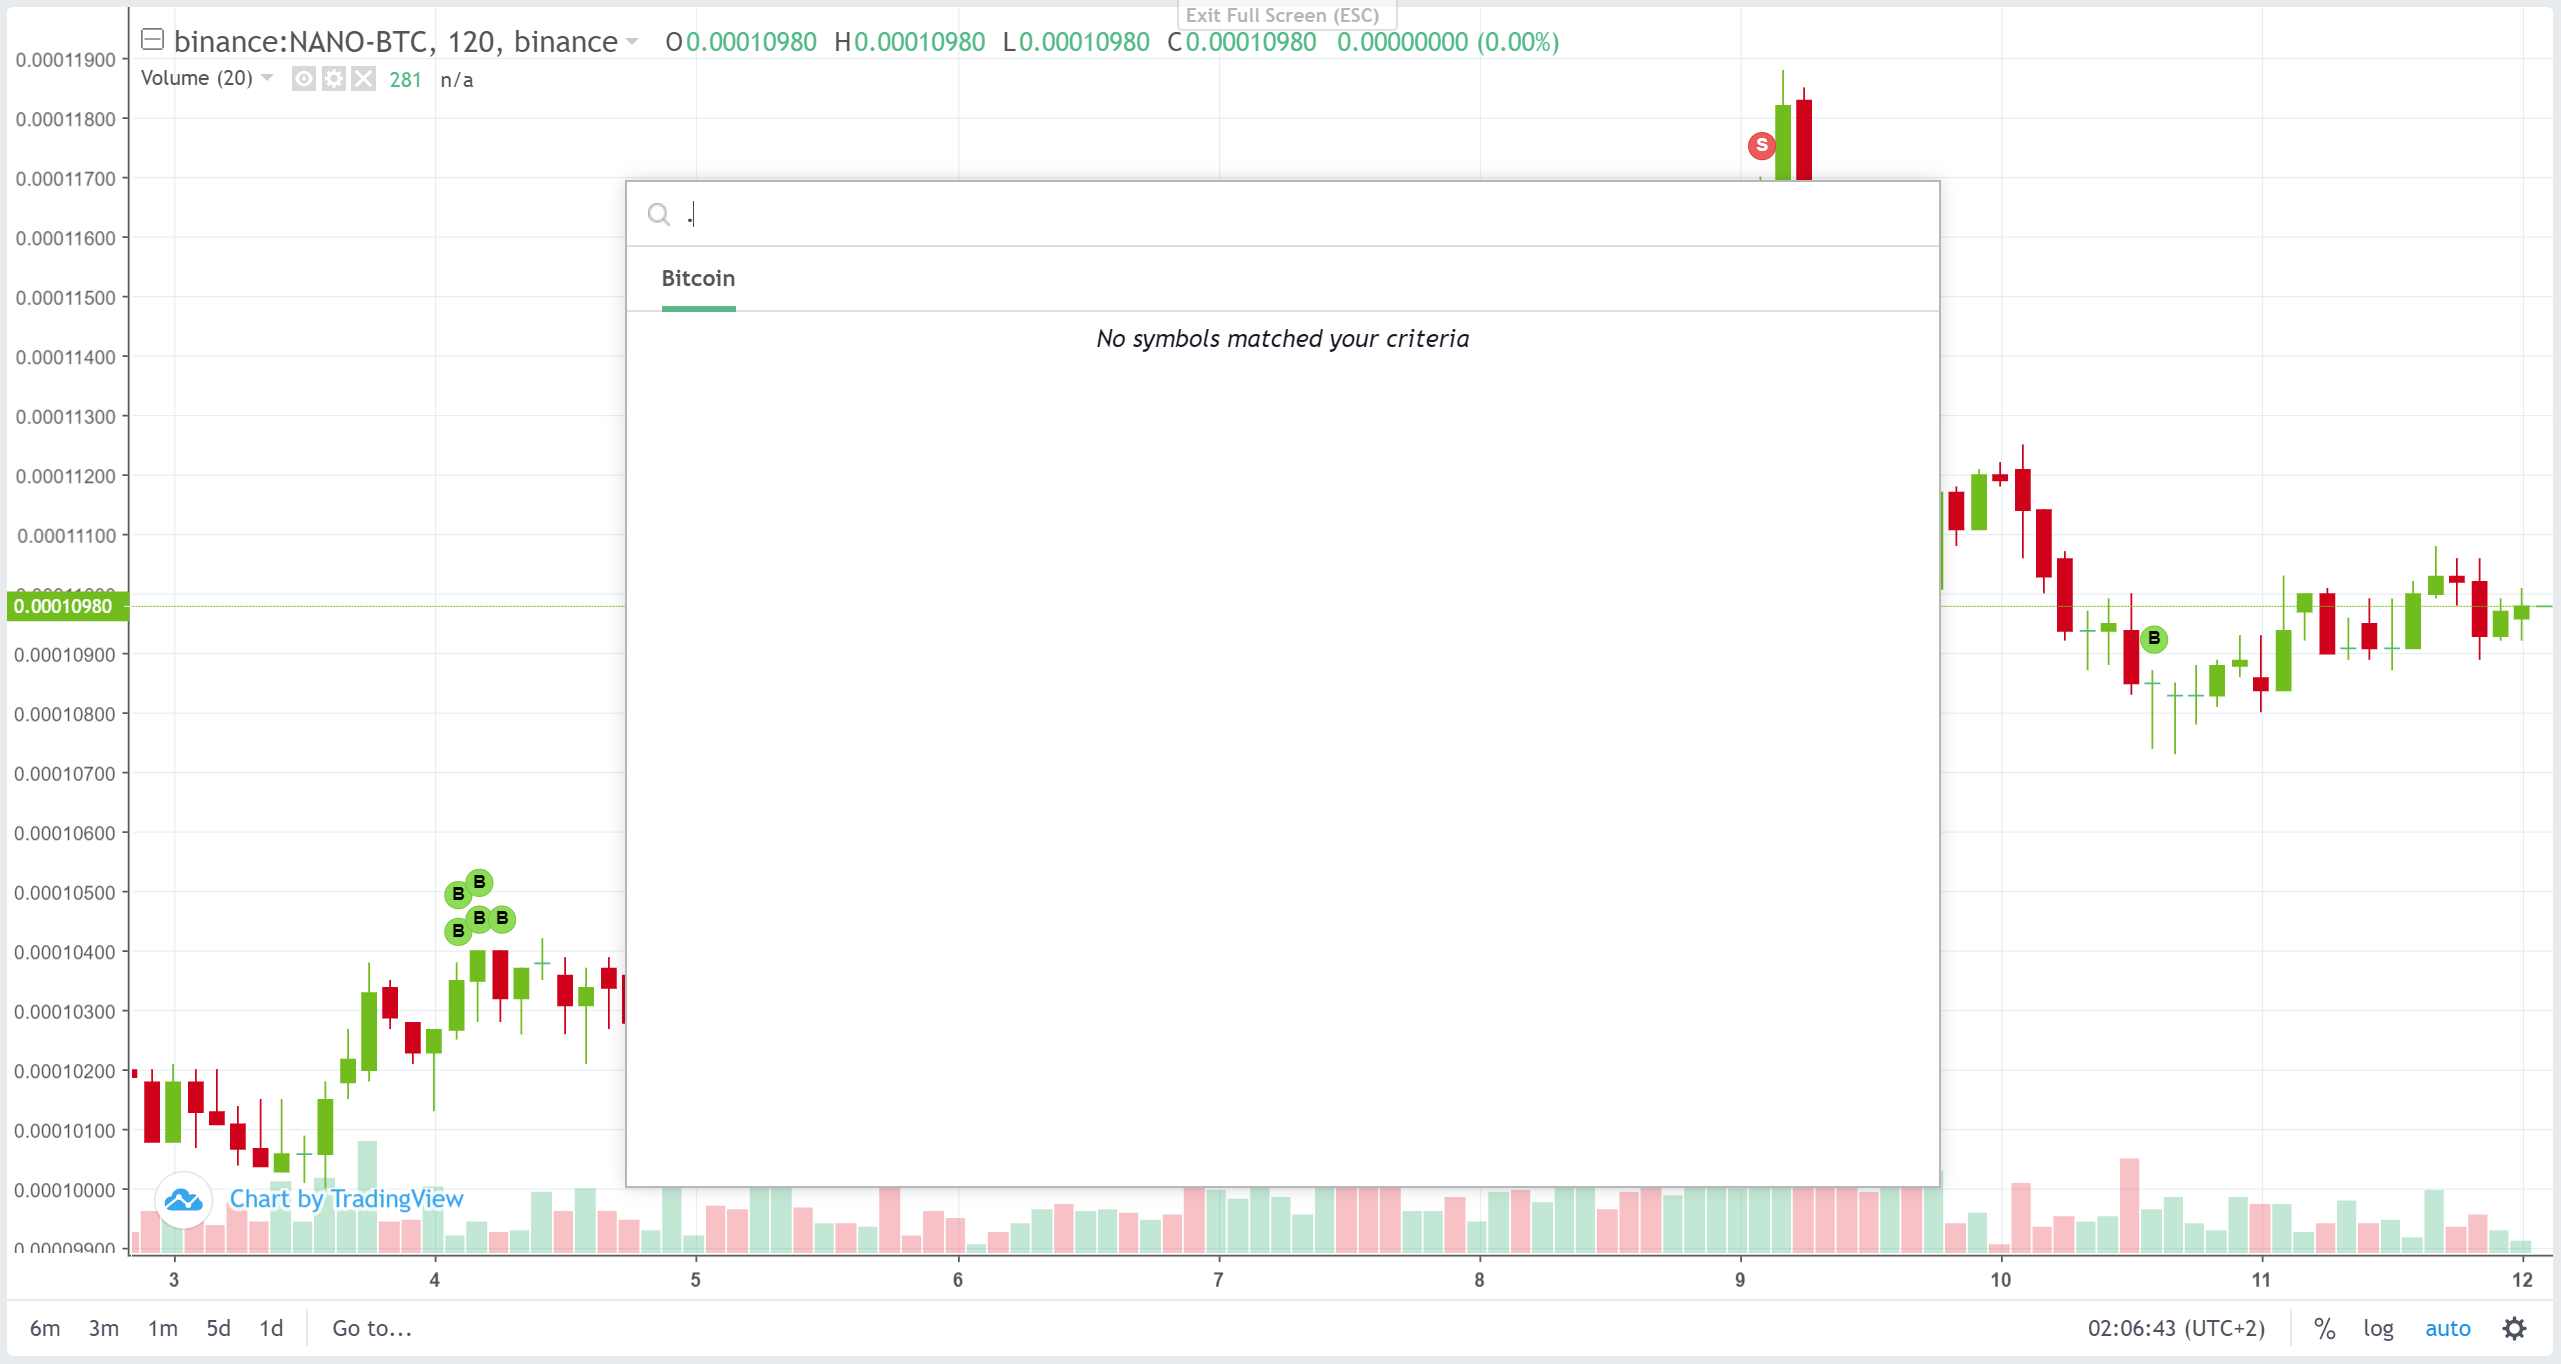 Exit Full Screen (ESC)
binance:NANO-BTC, 120, binance O0.00010980 H0.00010980 L0.00010980 C0.00010980 0.00000000 (0.00%)
Volume (20) 281 n/a
0.00011900
0.00011800
S
0.00011700
.
0.00011600
Bitcoin
0.00011500
No symbols matched your criteria
0.00011400
0.00011300
0.00011200
0.00011100
0.00011000
0.00010980
B
0.00010900
0.00010800
0.00010700
0.00010600
B
B
0.00010500
B
B
B
0.00010400
0.00010300
0.00010200
0.00010100
0.00010000
Chart by TradingView
0.00009900
3 4 5 6 7 8 9 10 11 12
6m 3m 1m 5d 1d Go to... 02:06:43 (UTC+2) % log auto